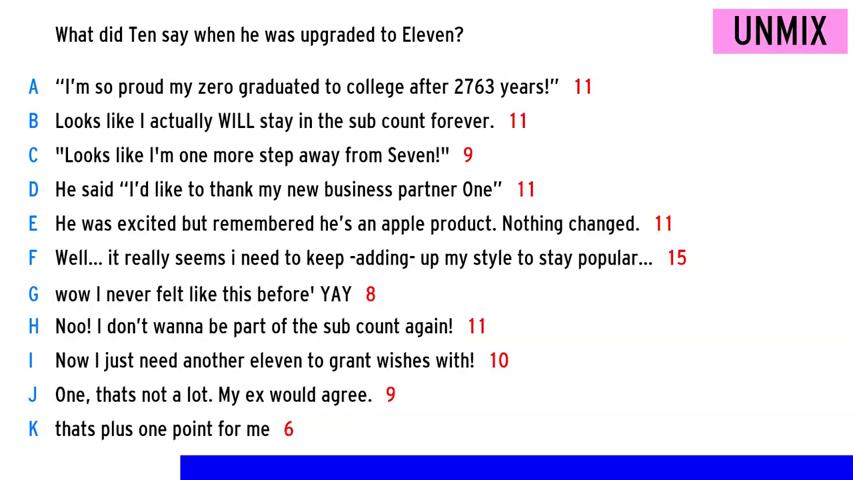 What did Ten say when he was upgraded to Eleven?
UNMIX
A “I’m so proud my zero graduated to college after 2763 years!” 11
B Looks like I actually WILL stay in the sub count forever. 11
C "Looks like I'm one more step away from Seven!" 9
D He said “I’d like to thank my new business partner One” 11
E He was excited but remembered he’s an apple product. Nothing changed. 11
F Well... it really seems i need to keep -adding- up my style to stay popular... 15
G wow I never felt like this before' YAY 8
H Noo! I don’t wanna be part of the sub count again! 11
I Now I just need another eleven to grant wishes with! 10
J One, thats not a lot. My ex would agree. 9
K thats plus one point for me 6